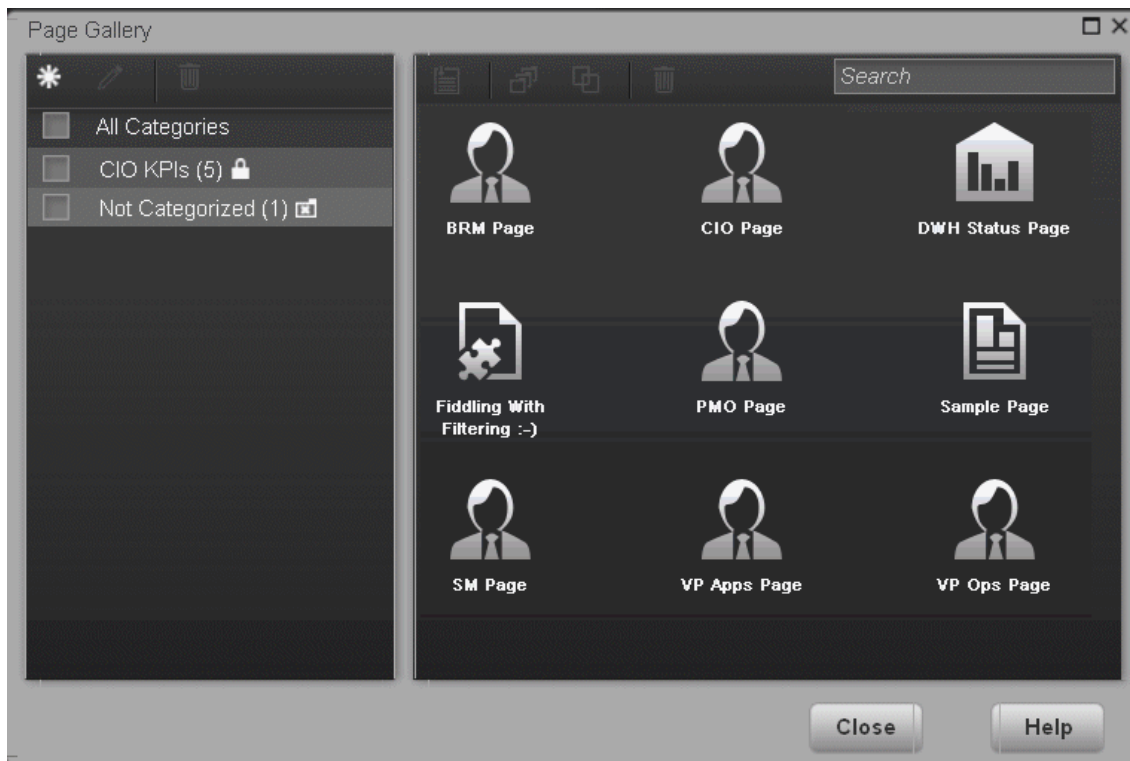 Page Gallery
Search
All Categories
CIO KPIs (5)
Not Categorized (1)
BRM Page
CIO Page
DWH Status Page
Fiddling With
Filtering :-)
PMO Page
Sample Page
SM Page
VP Apps Page
VP Ops Page
Close
Help